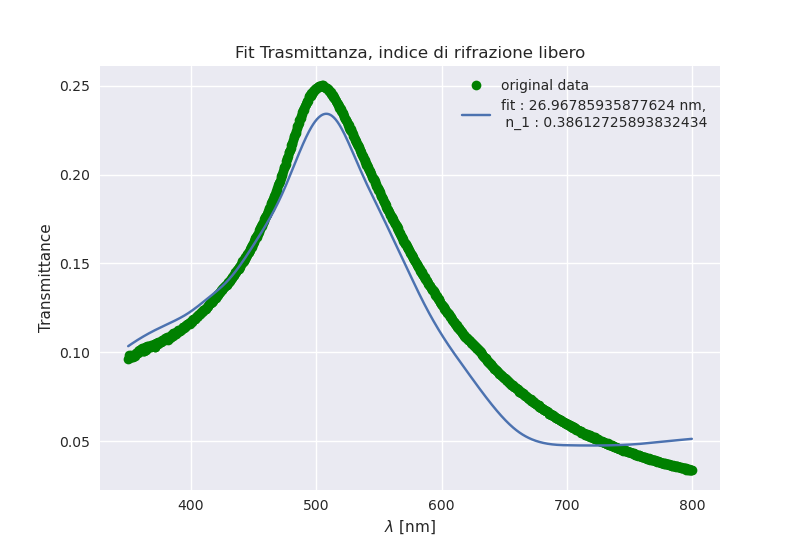 Fit Trasmittanza, indice di rifrazione libero
original data
fit : 26.96785935877624 nm,
n_1 : 0.38612725893832434
Transmittance
0.25
0.20
0.15
0.10
0.05
400
500
600
700
800
λ [nm]